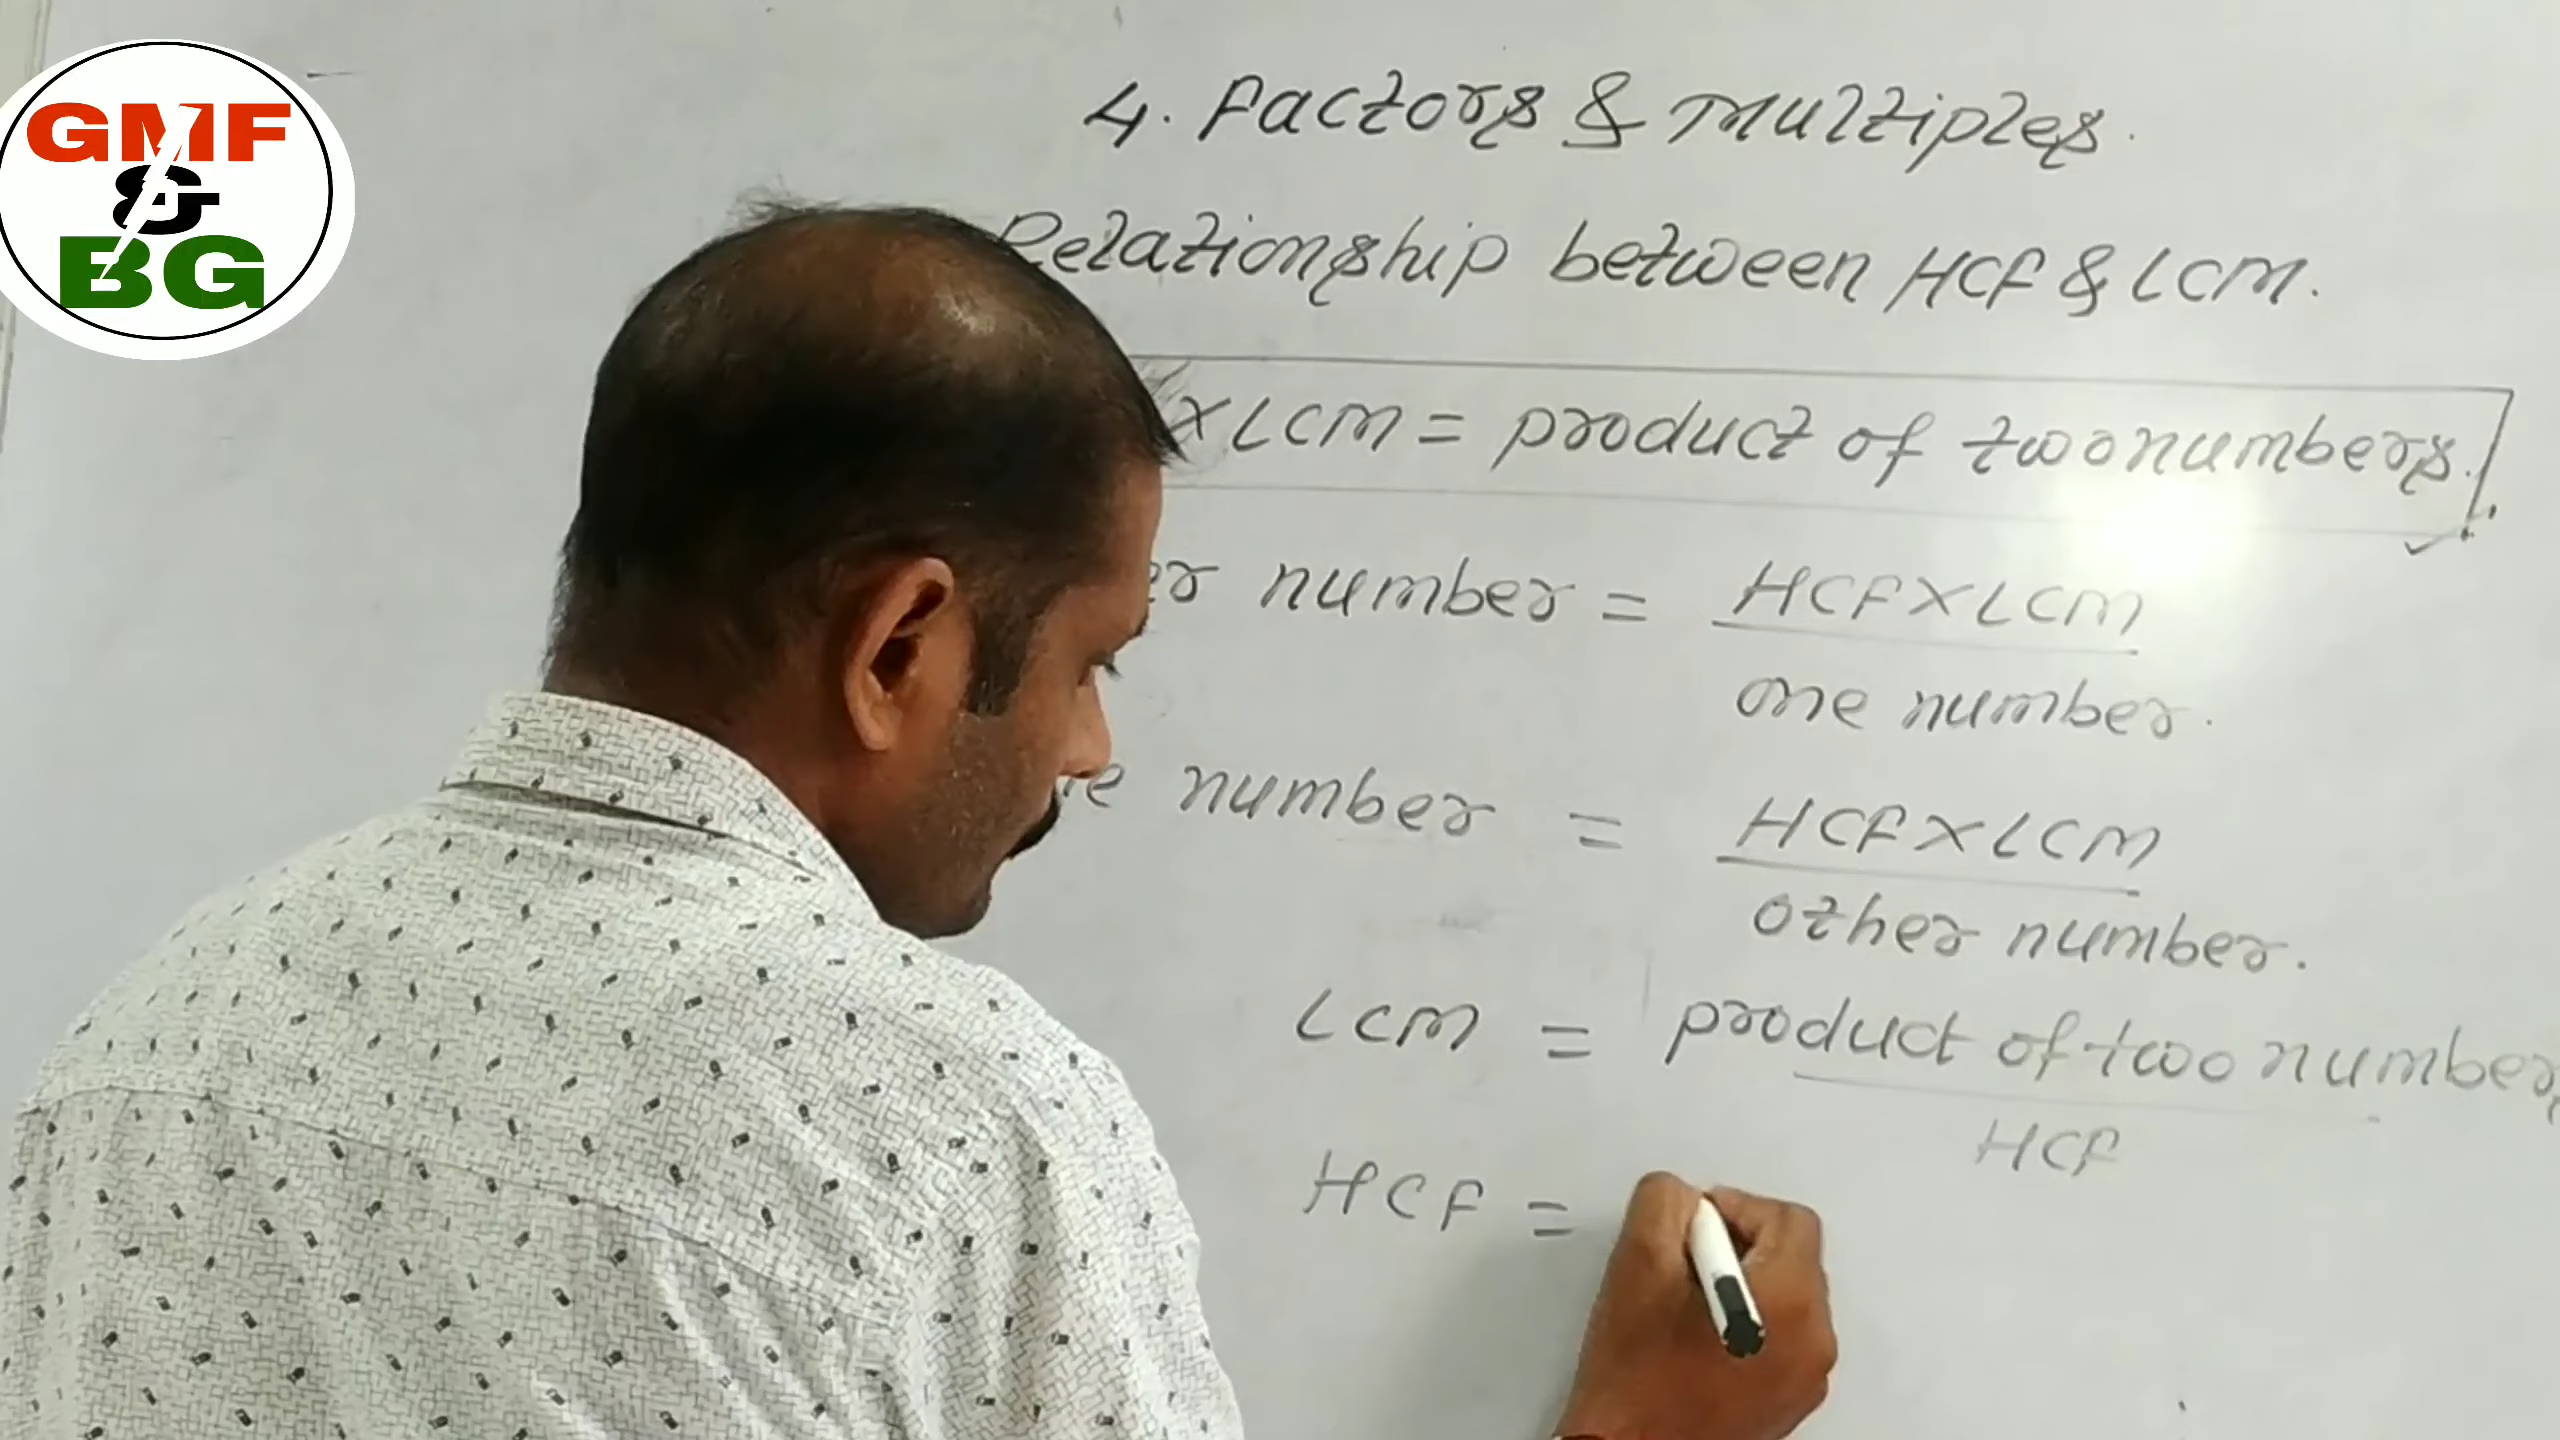 GMF
&
BG
4. Factors & multiples.
Relationship between HCF & LCM.
X LCM = product of two numbers.
er number = HCF X LCM
one number.
e number = HCF X LCM
other number.
LCM = product of two numbers
HCF
HCF =